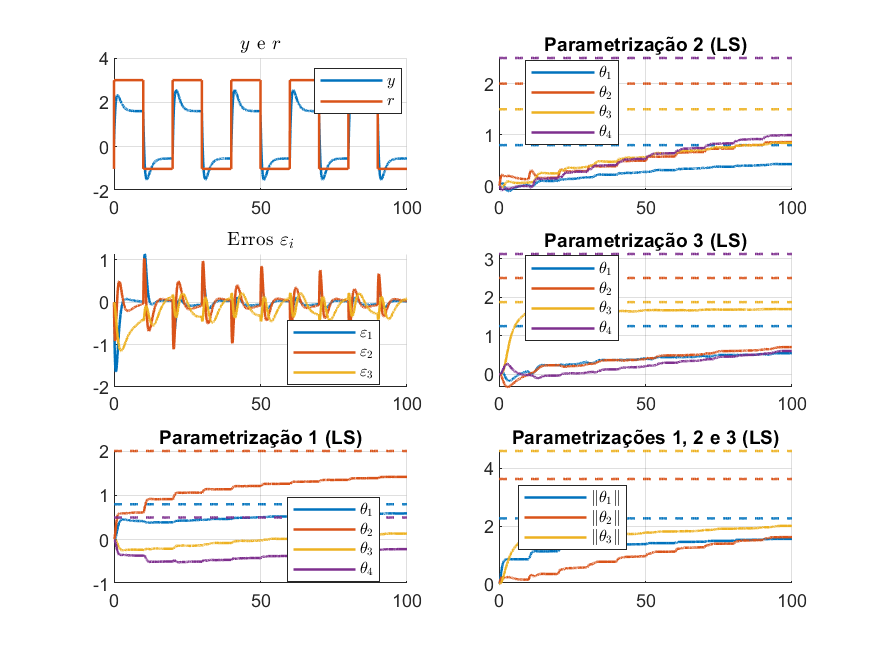 y e r
4
2
0
-2
0
50
100
y
r
Parametrização 2 (LS)
2
1
0
0
50
100
θ1
θ2
θ3
θ4
Erros εi
1
0
-1
-2
0
50
100
ε1
ε2
ε3
Parametrização 3 (LS)
3
2
1
0
0
50
100
θ1
θ2
θ3
θ4
Parametrização 1 (LS)
2
1
0
-1
0
50
100
θ1
θ2
θ3
θ4
Parametrizações 1, 2 e 3 (LS)
4
2
0
0
50
100
‖θ1‖
‖θ2‖
‖θ3‖